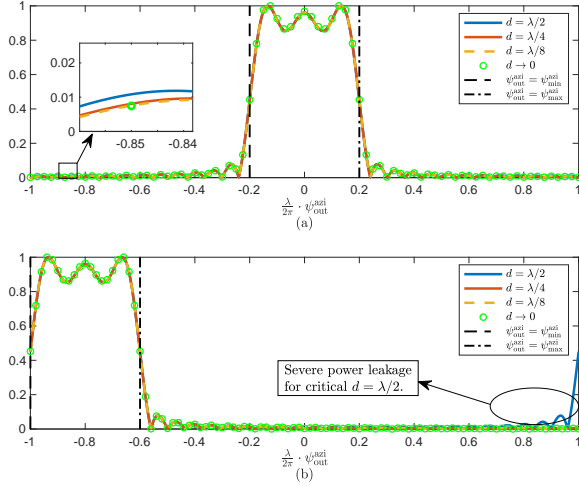 1
0.8
0.6
0.4
0.2
0
0.02
0.01
0
-0.85 -0.84
d = λ/2
d = λ/4
d = λ/8
d → 0
ψ_out^azi = ψ_min^azi
ψ_out^azi = ψ_max^azi
-1 -0.8 -0.6 -0.4 -0.2 0 0.2 0.4 0.6 0.8 1
λ/2π · ψ_out^azi
(a)
1
0.8
0.6
0.4
0.2
0
d = λ/2
d = λ/4
d = λ/8
d → 0
ψ_out^azi = ψ_min^azi
ψ_out^azi = ψ_max^azi
Severe power leakage
for critical d = λ/2.
-1 -0.8 -0.6 -0.4 -0.2 0 0.2 0.4 0.6 0.8 1
λ/2π · ψ_out^azi
(b)